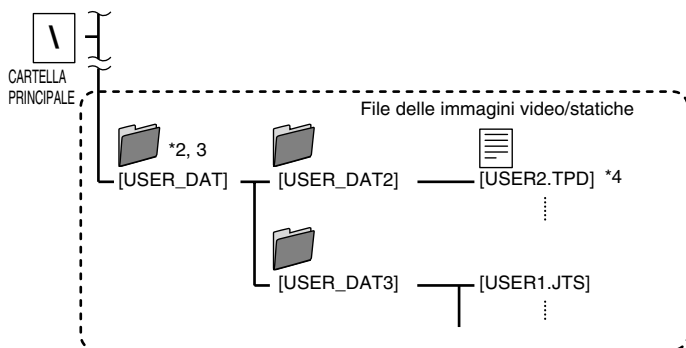 \
CARTELLA
PRINCIPALE
File delle immagini video/statiche
*2, 3
[USER_DAT]
[USER_DAT2]
[USER2.TPD] *4
[USER_DAT3]
[USER1.JTS]